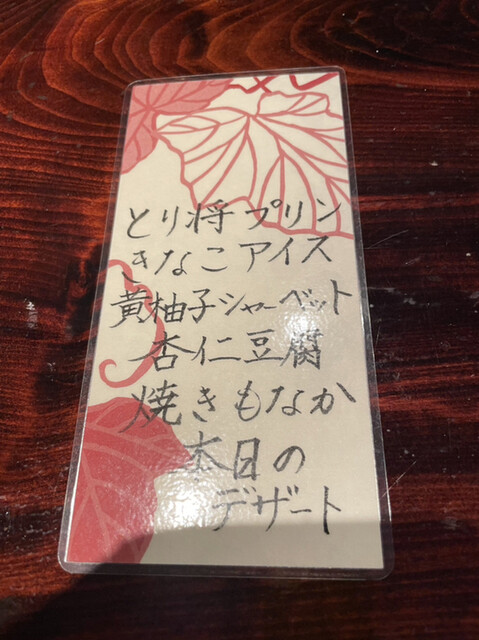 とり将プリン
きなこアイス
黄柚子シャーベット
杏仁豆腐
焼きもなか
本日の
デザート